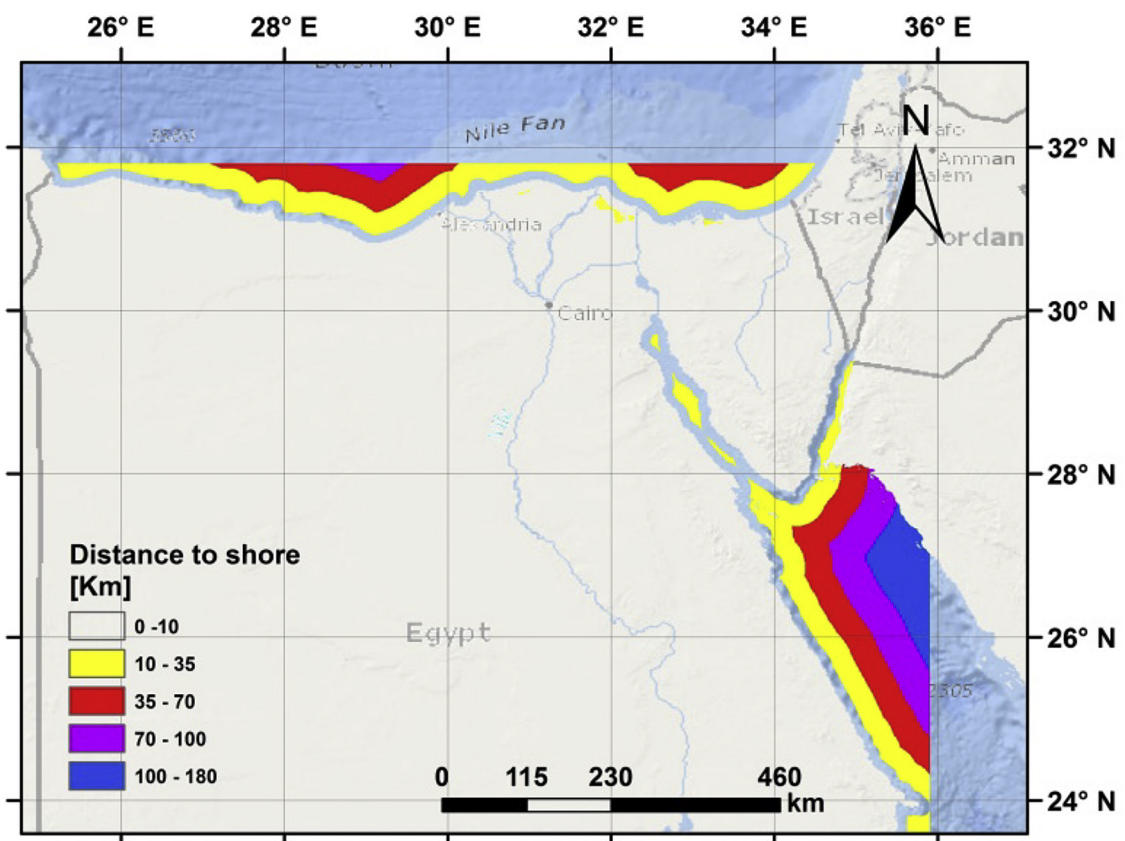 26° E 28° E 30° E 32° E 34° E 36° E
Nile Fan
32° N
N
Amman
Alexandria
Israel
Jordan
30° N
Cairo
28° N
Distance to shore
[Km]
0 -10
10 - 35
35 - 70
70 - 100
100 - 180
Egypt
26° N
2305
0 115 230 460
km
24° N